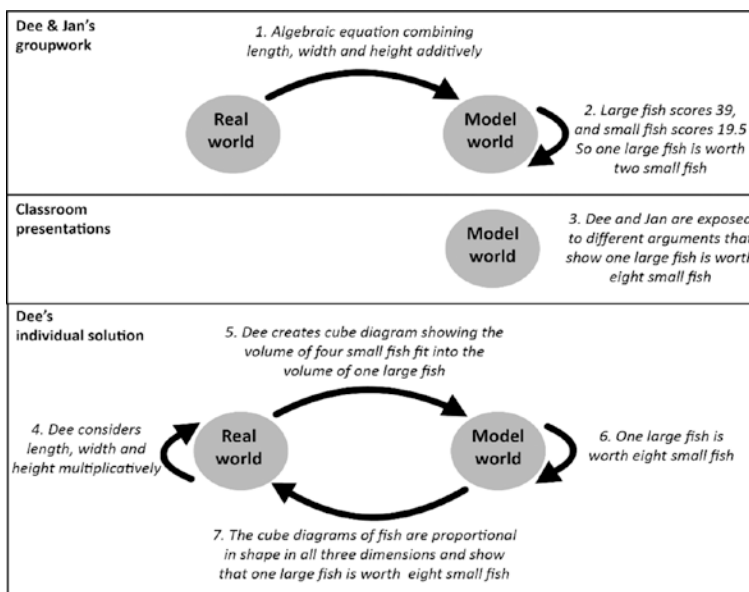 Dee & Jan's
groupwork
1. Algebraic equation combining
length, width and height additively
Real
world
Model
world
2. Large fish scores 39,
and small fish scores 19.5
So one large fish is worth
two small fish
Classroom
presentations
Model
world
3. Dee and Jan are exposed
to different arguments that
show one large fish is worth
eight small fish
Dee's
individual solution
5. Dee creates cube diagram showing the
volume of four small fish fit into the
volume of one large fish
4. Dee considers
length, width and
height multiplicatively
Real
world
Model
world
6. One large fish is
worth eight small fish
7. The cube diagrams of fish are proportional
in shape in all three dimensions and show
that one large fish is worth eight small fish